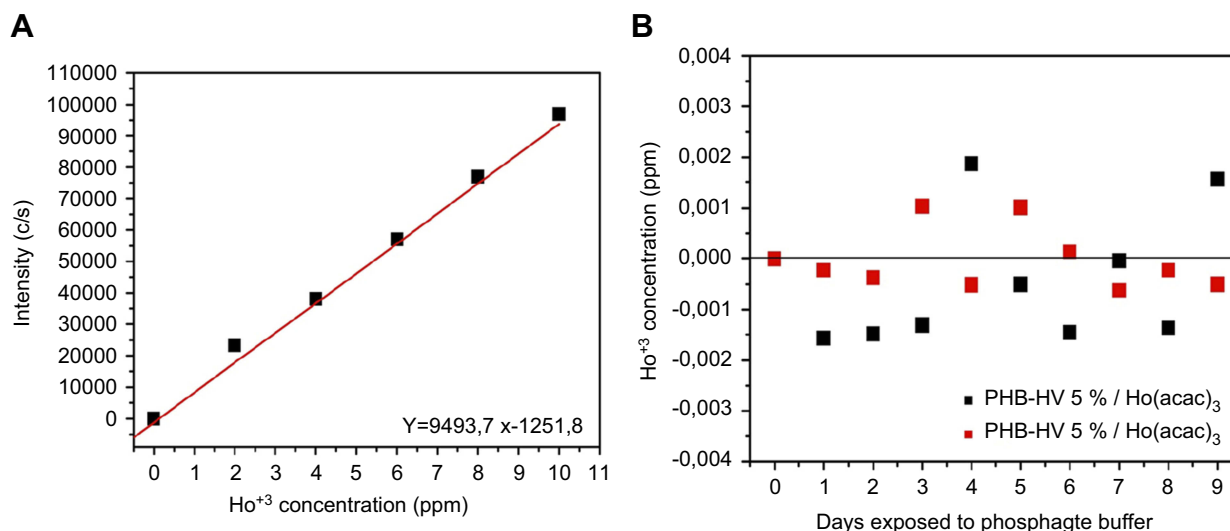 A
110000
100000
90000
80000
70000
60000
50000
40000
30000
20000
10000
0
Intensity (c/s)
Y=9493,7 x-1251,8
0 1 2 3 4 5 6 7 8 9 10 11
Ho⁺³ concentration (ppm)
B
0,004
0,003
0,002
0,001
0,000
-0,001
-0,002
-0,003
-0,004
Ho⁺³ concentration (ppm)
PHB-HV 5 % / Ho(acac)₃
PHB-HV 5 % / Ho(acac)₃
0 1 2 3 4 5 6 7 8 9
Days exposed to phosphagte buffer